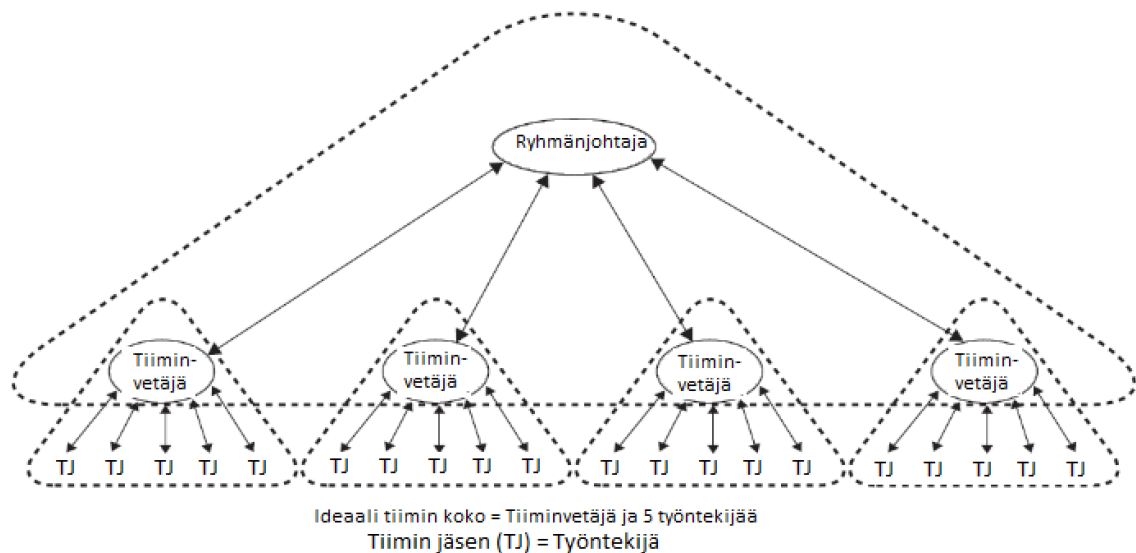 Ryhmänjohtaja
Tiimin-
vetäjä
Tiimin-
vetäjä
Tiimin-
vetäjä
Tiimin-
vetäjä
TJ TJ TJ TJ TJ
TJ TJ TJ TJ TJ
TJ TJ TJ TJ TJ
TJ TJ TJ TJ TJ
Ideaali tiimin koko = Tiiminvetäjä ja 5 työntekijää
Tiimin jäsen (TJ) = Työntekijä